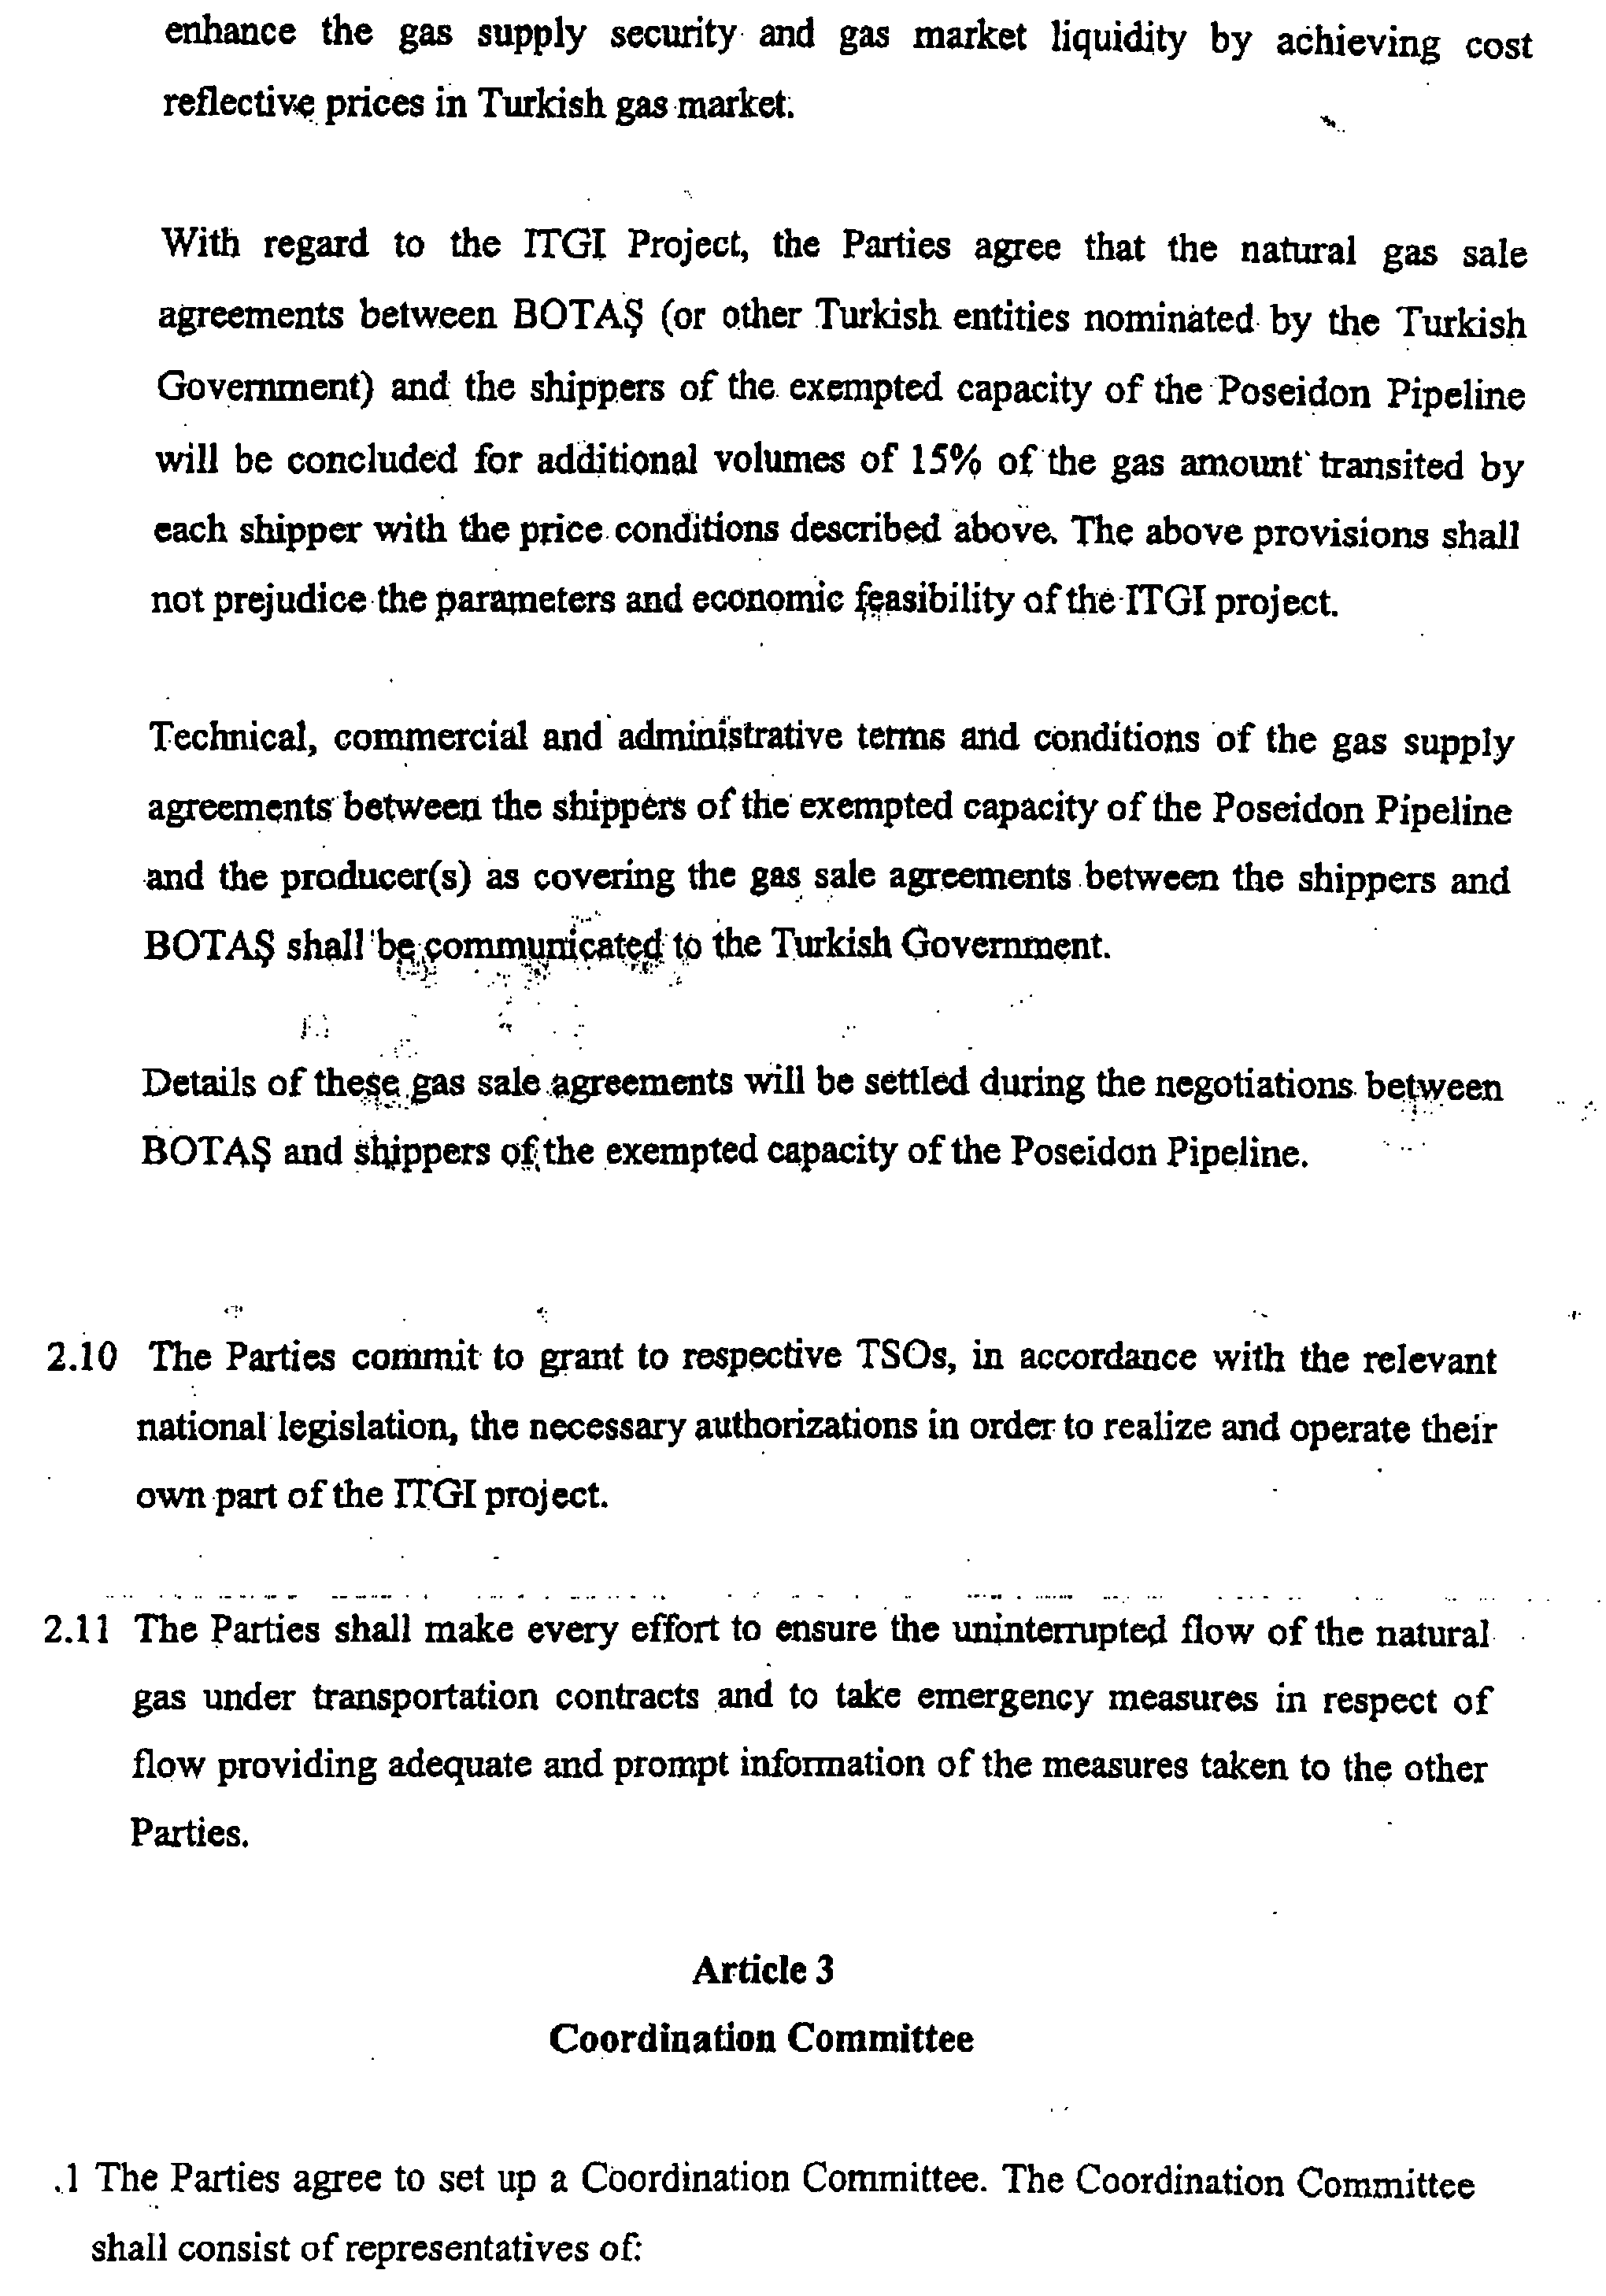 enhance the gas supply security and gas market liquidity by achieving cost
reflective prices in Turkish gas market.
With regard to the ITGI Project, the Parties agree that the natural gas sale
agreements between BOTAŞ (or other Turkish entities nominated by the Turkish
Government) and the shippers of the exempted capacity of the Poseidon Pipeline
will be concluded for additional volumes of 15% of the gas amount transited by
each shipper with the price conditions described above. The above provisions shall
not prejudice the parameters and economic feasibility of the ITGI project.
Technical, commercial and administrative terms and conditions of the gas supply
agreements between the shippers of the exempted capacity of the Poseidon Pipeline
and the producer(s) as covering the gas sale agreements between the shippers and
BOTAŞ shall be communicated to the Turkish Government.
Details of these gas sale agreements will be settled during the negotiations between
BOTAŞ and shippers of the exempted capacity of the Poseidon Pipeline.
2.10 The Parties commit to grant to respective TSOs, in accordance with the relevant
national legislation, the necessary authorizations in order to realize and operate their
own part of the ITGI project.
2.11 The Parties shall make every effort to ensure the uninterrupted flow of the natural
gas under transportation contracts and to take emergency measures in respect of
flow providing adequate and prompt information of the measures taken to the other
Parties.
Article 3
Coordination Committee
.1 The Parties agree to set up a Coordination Committee. The Coordination Committee
shall consist of representatives of: